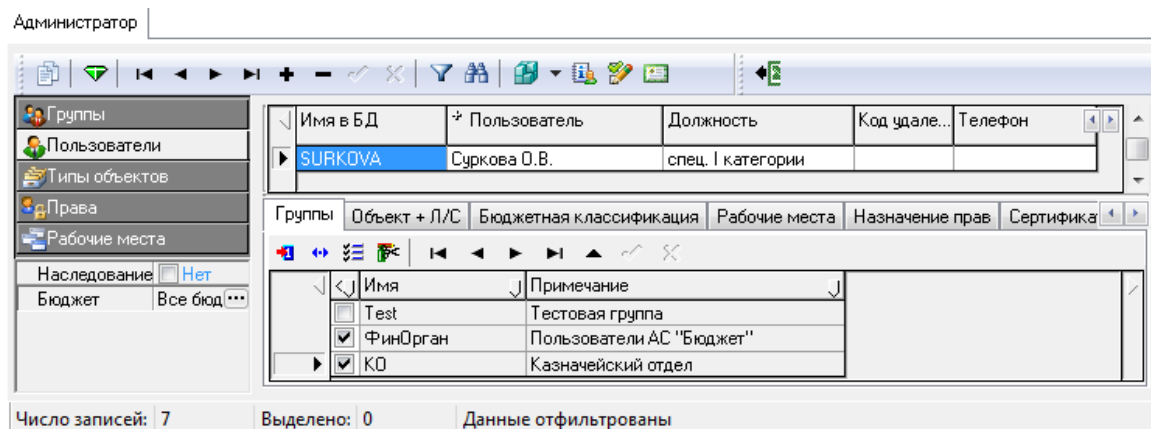 Администратор
Группы
Пользователи
Типы объектов
Права
Рабочие места
Наследование Нет
Бюджет Все бюд ...
Имя в БД Пользователь Должность Код удале... Телефон
SURKOVA Суркова О.В. спец. I категории
Группы Объект + Л/С Бюджетная классификация Рабочие места Назначение прав Сертифика
Имя Примечание
Test Тестовая группа
ФинОрган Пользователи АС "Бюджет"
КО Казначейский отдел
Число записей: 7 Выделено: 0 Данные отфильтрованы